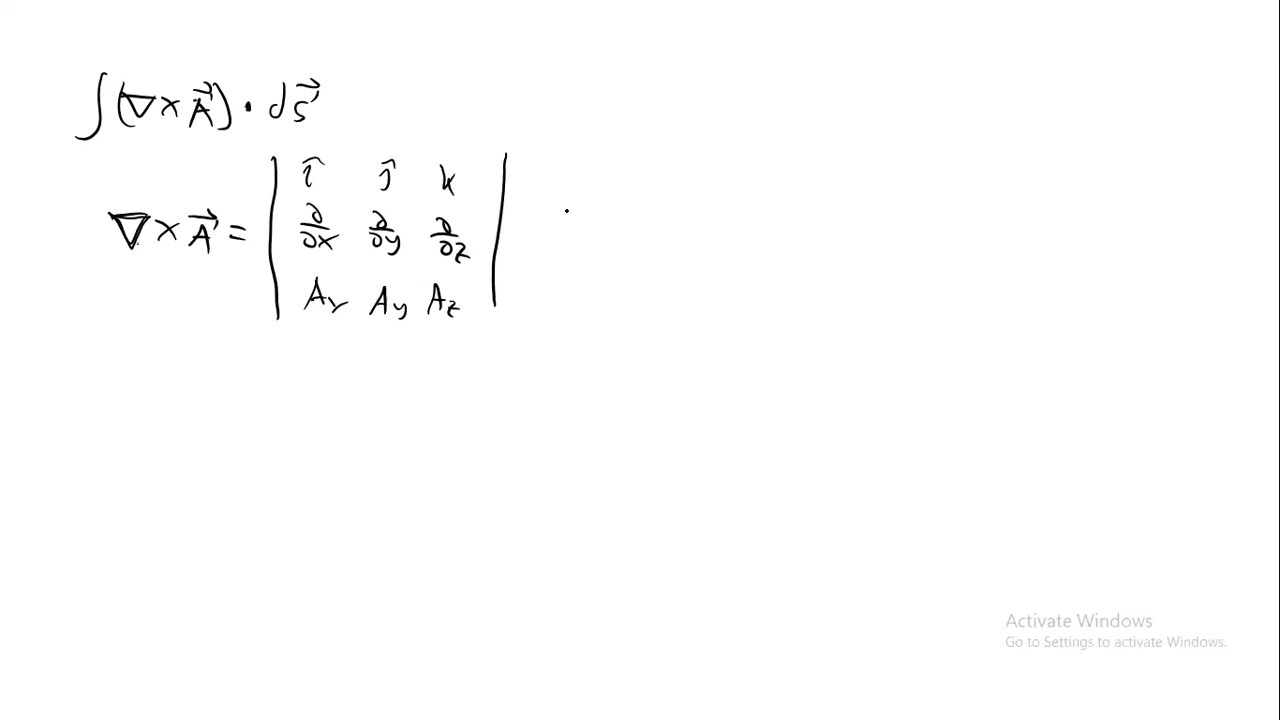 ∫(∇×A⃗)·ds⃗
∇×A⃗ = | î ĵ k |
| ∂/∂x ∂/∂y ∂/∂z |
| Ax Ay Az |
Activate Windows
Go to Settings to activate Windows.